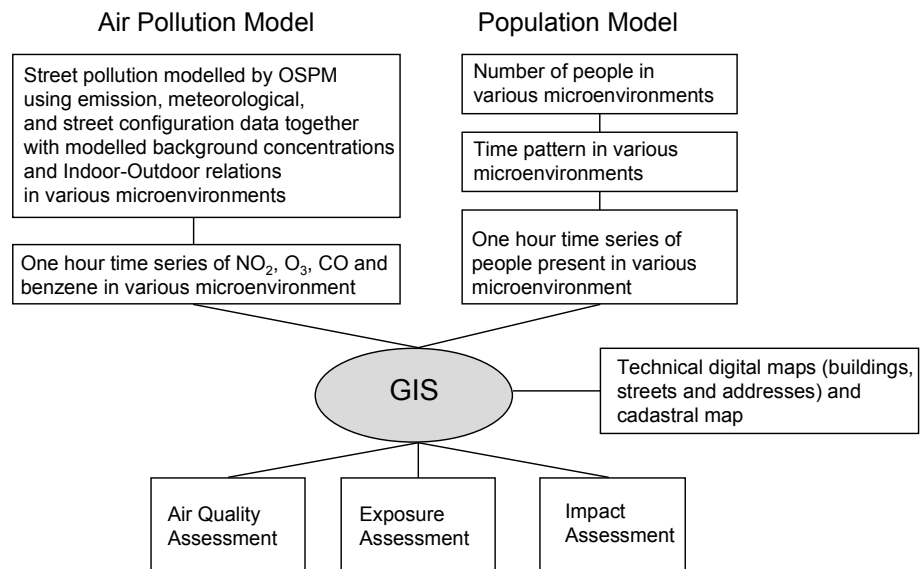 Air Pollution Model
Street pollution modelled by OSPM
using emission, meteorological,
and street configuration data together
with modelled background concentrations
and Indoor-Outdoor relations
in various microenvironments
One hour time series of NO₂, O₃, CO and
benzene in various microenvironment
Population Model
Number of people in
various microenvironments
Time pattern in various
microenvironments
One hour time series of
people present in various
microenvironment
GIS
Technical digital maps (buildings,
streets and addresses) and
cadastral map
Air Quality
Assessment
Exposure
Assessment
Impact
Assessment